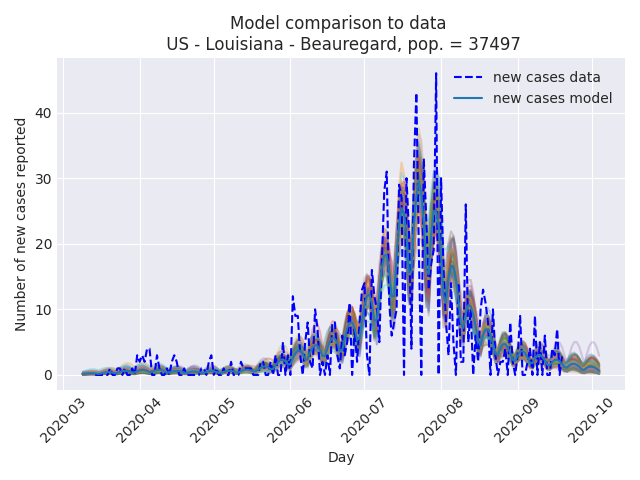 Model comparison to data
US - Louisiana - Beauregard, pop. = 37497
new cases data
new cases model
Number of new cases reported
40
30
20
10
0
2020-03
2020-04
2020-05
2020-06
2020-07
2020-08
2020-09
2020-10
Day